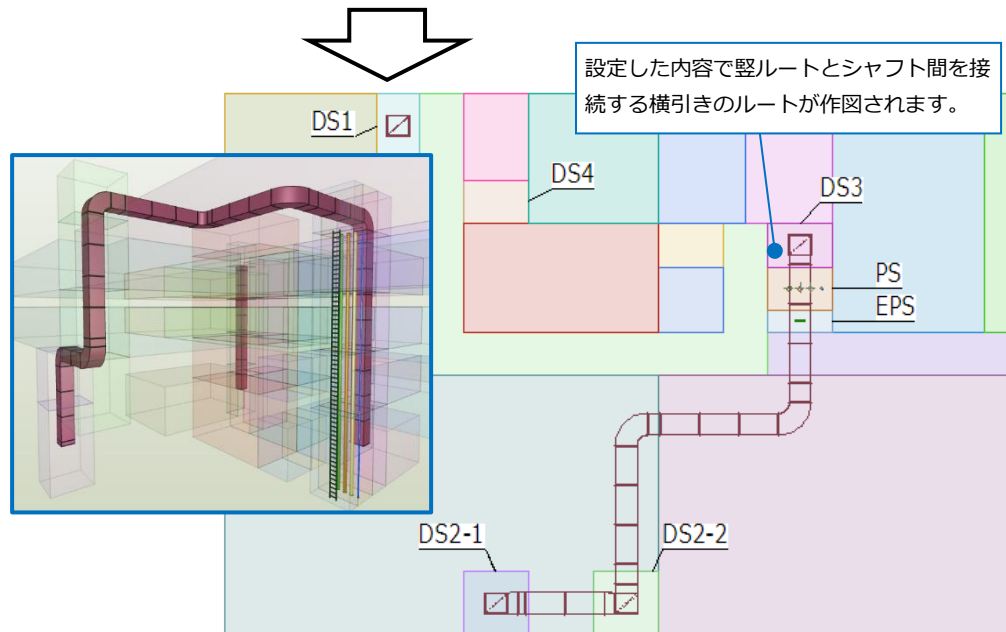 設定した内容で竪ルートとシャフト間を接
続する横引きのルートが作図されます。
DS1
DS4
DS3
PS
EPS
DS2-1
DS2-2